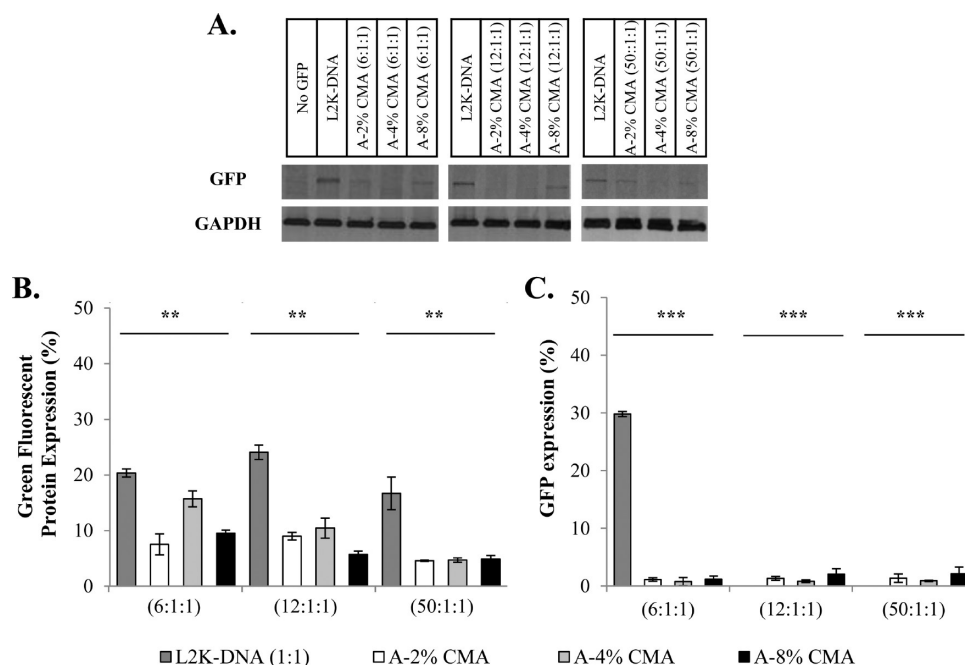 A.
No GFP
L2K-DNA
A-2% CMA (6:1:1)
A-4% CMA (6:1:1)
A-8% CMA (6:1:1)
L2K-DNA
A-2% CMA (12:1:1)
A-4% CMA (12:1:1)
A-8% CMA (12:1:1)
L2K-DNA
A-2% CMA (50::1:1)
A-4% CMA (50:1:1)
A-8% CMA (50:1:1)
GFP
GAPDH
B.
Green Fluorescent
Protein Expression (%)
50
40
30
20
10
0
** ** **
(6:1:1) (12:1:1) (50:1:1)
C.
GFP expression (%)
50
40
30
20
10
0
*** *** ***
(6:1:1) (12:1:1) (50:1:1)
L2K-DNA (1:1) A-2% CMA A-4% CMA A-8% CMA